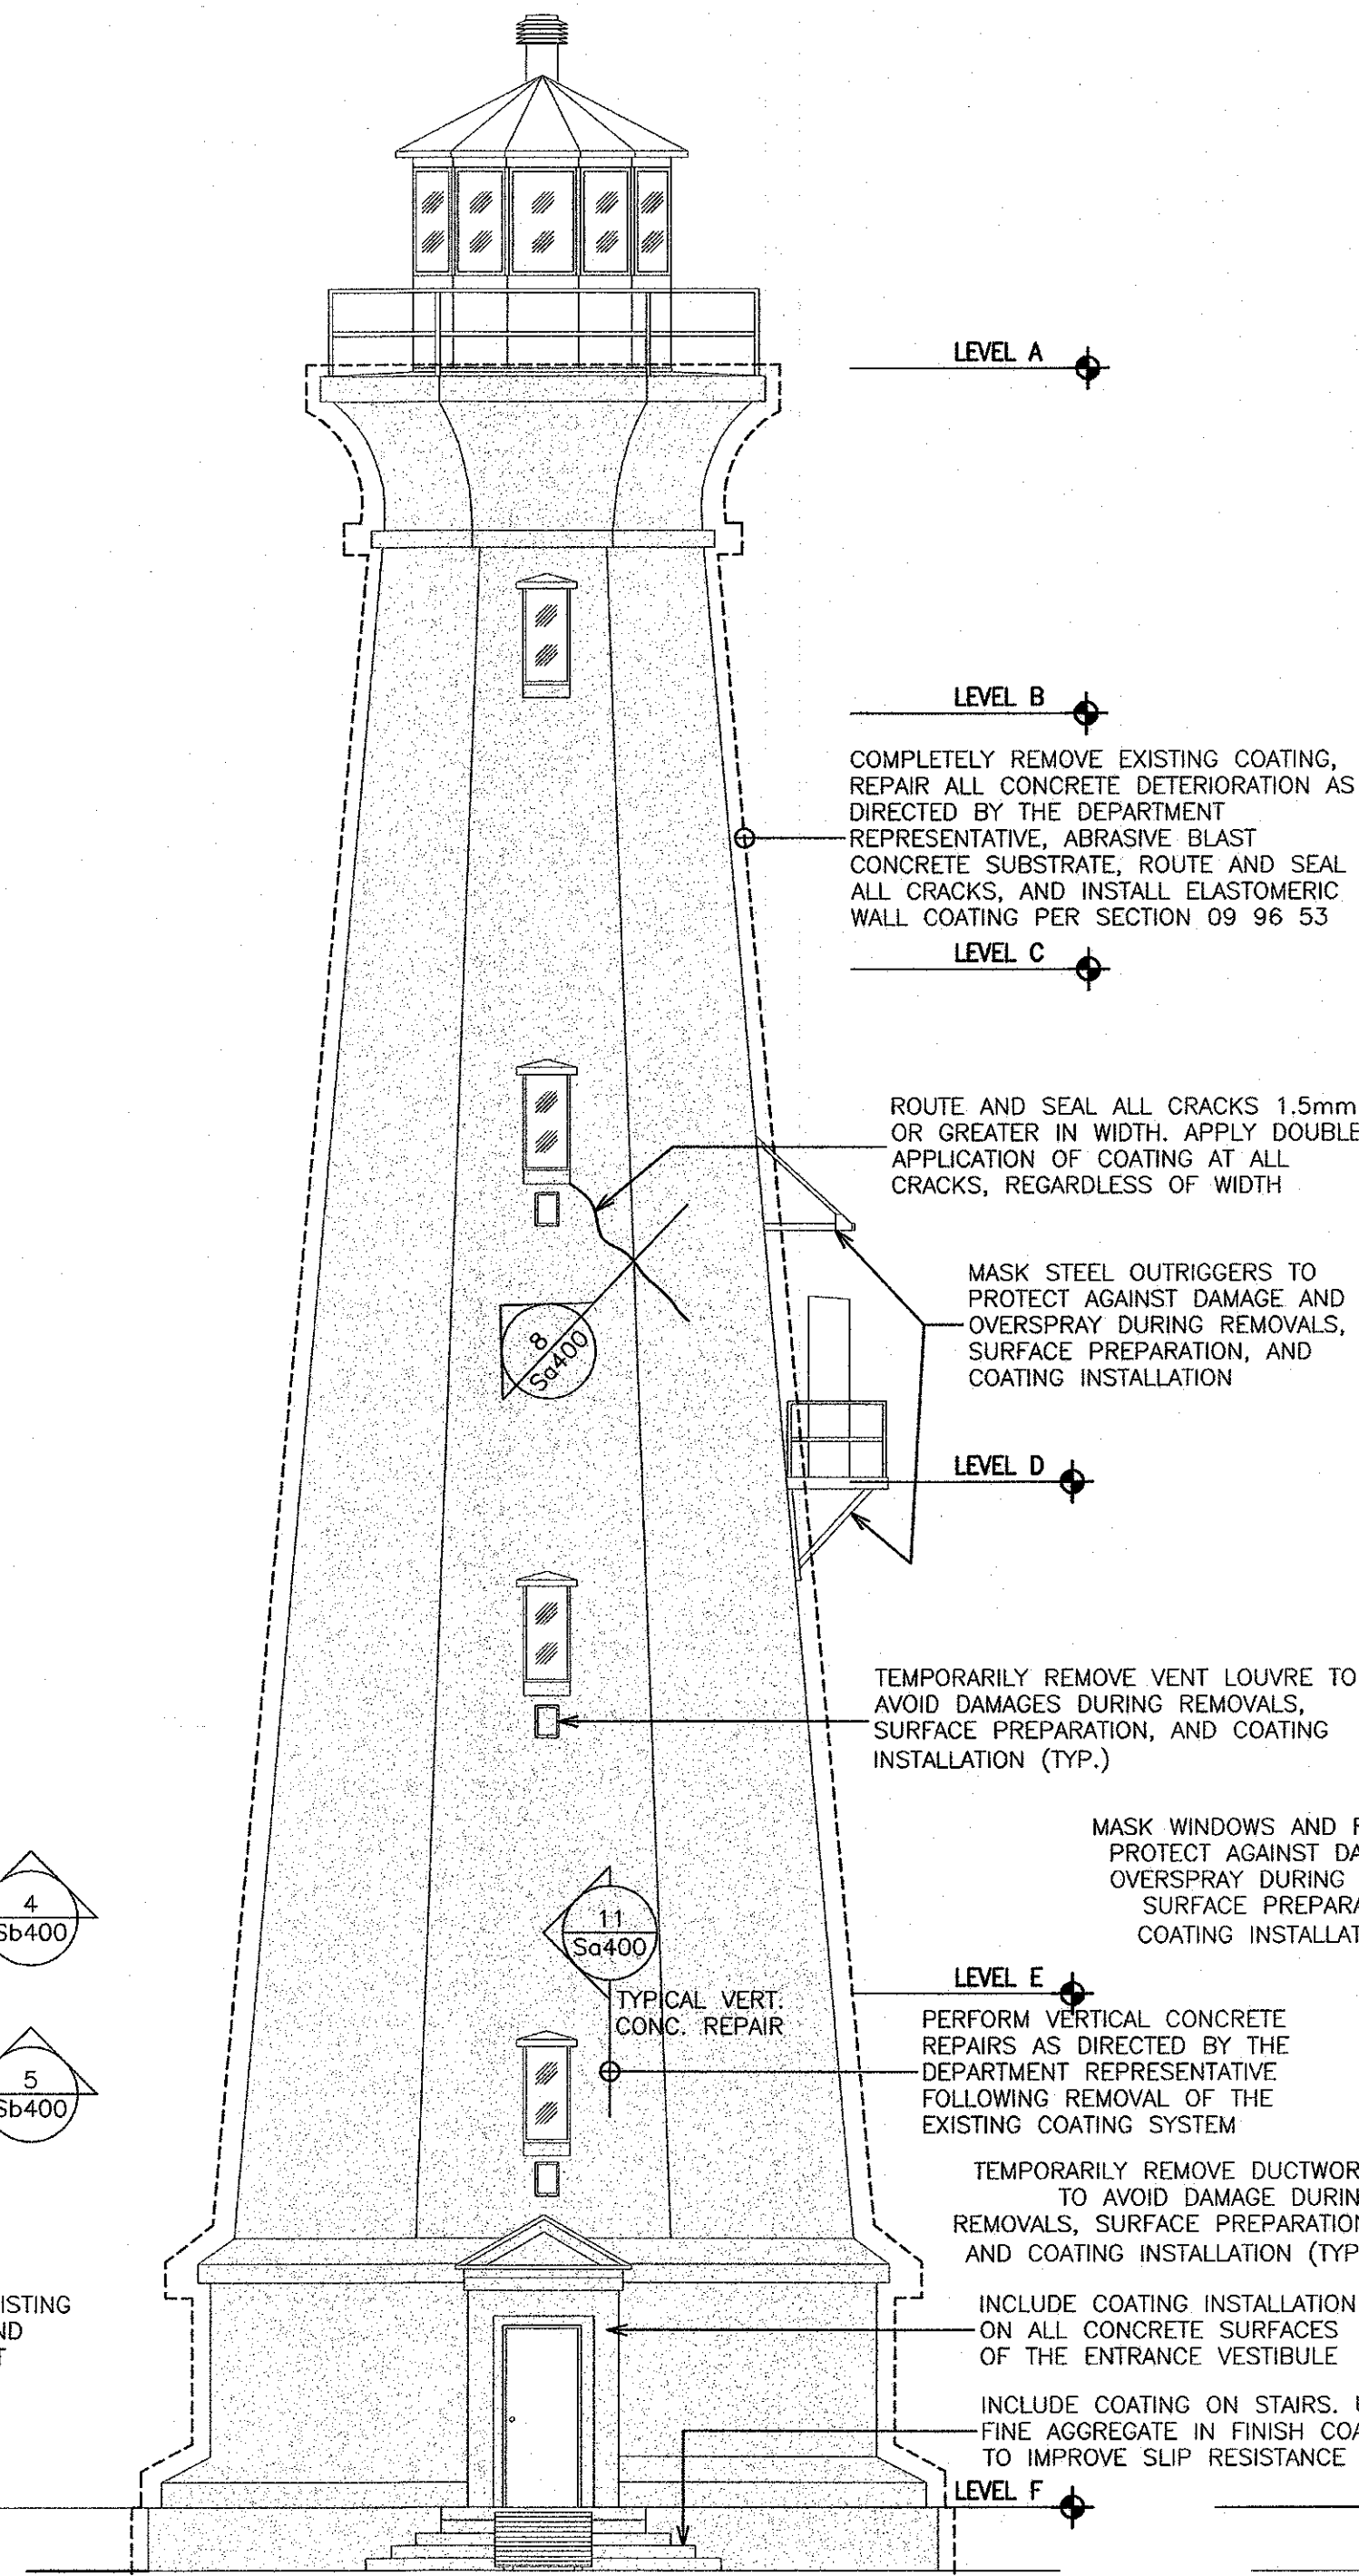 LEVEL A
LEVEL B
COMPLETELY REMOVE EXISTING COATING,
REPAIR ALL CONCRETE DETERIORATION AS
DIRECTED BY THE DEPARTMENT
REPRESENTATIVE, ABRASIVE BLAST
CONCRETE SUBSTRATE, ROUTE AND SEAL
ALL CRACKS, AND INSTALL ELASTOMERIC
WALL COATING PER SECTION 09 96 53
LEVEL C
ROUTE AND SEAL ALL CRACKS 1.5mm
OR GREATER IN WIDTH. APPLY DOUBLE
APPLICATION OF COATING AT ALL
CRACKS, REGARDLESS OF WIDTH
MASK STEEL OUTRIGGERS TO
PROTECT AGAINST DAMAGE AND
OVERSPRAY DURING REMOVALS,
SURFACE PREPARATION, AND
COATING INSTALLATION
8
Sa400
LEVEL D
TEMPORARILY REMOVE VENT LOUVRE TO
AVOID DAMAGES DURING REMOVALS,
SURFACE PREPARATION, AND COATING
INSTALLATION (TYP.)
MASK WINDOWS AND
PROTECT AGAINST
OVERSPRAY DURING
SURFACE
COATING
4
Sb400
11
Sa400
TYPICAL VERT.
CONC. REPAIR
LEVEL E
PERFORM VERTICAL CONCRETE
REPAIRS AS DIRECTED BY THE
DEPARTMENT REPRESENTATIVE
FOLLOWING REMOVAL OF THE
EXISTING COATING SYSTEM
5
Sb400
TEMPORARILY REMOVE DUCTWOR
TO AVOID DAMAGE DURIN
REMOVALS, SURFACE PREPARATION
AND COATING INSTALLATION (TYP
ISTING
ND
T
INCLUDE COATING INSTALLATION
ON ALL CONCRETE SURFACES
OF THE ENTRANCE VESTIBULE
INCLUDE COATING ON STAIRS.
FINE AGGREGATE IN FINISH COA
TO IMPROVE SLIP RESISTANCE
LEVEL F